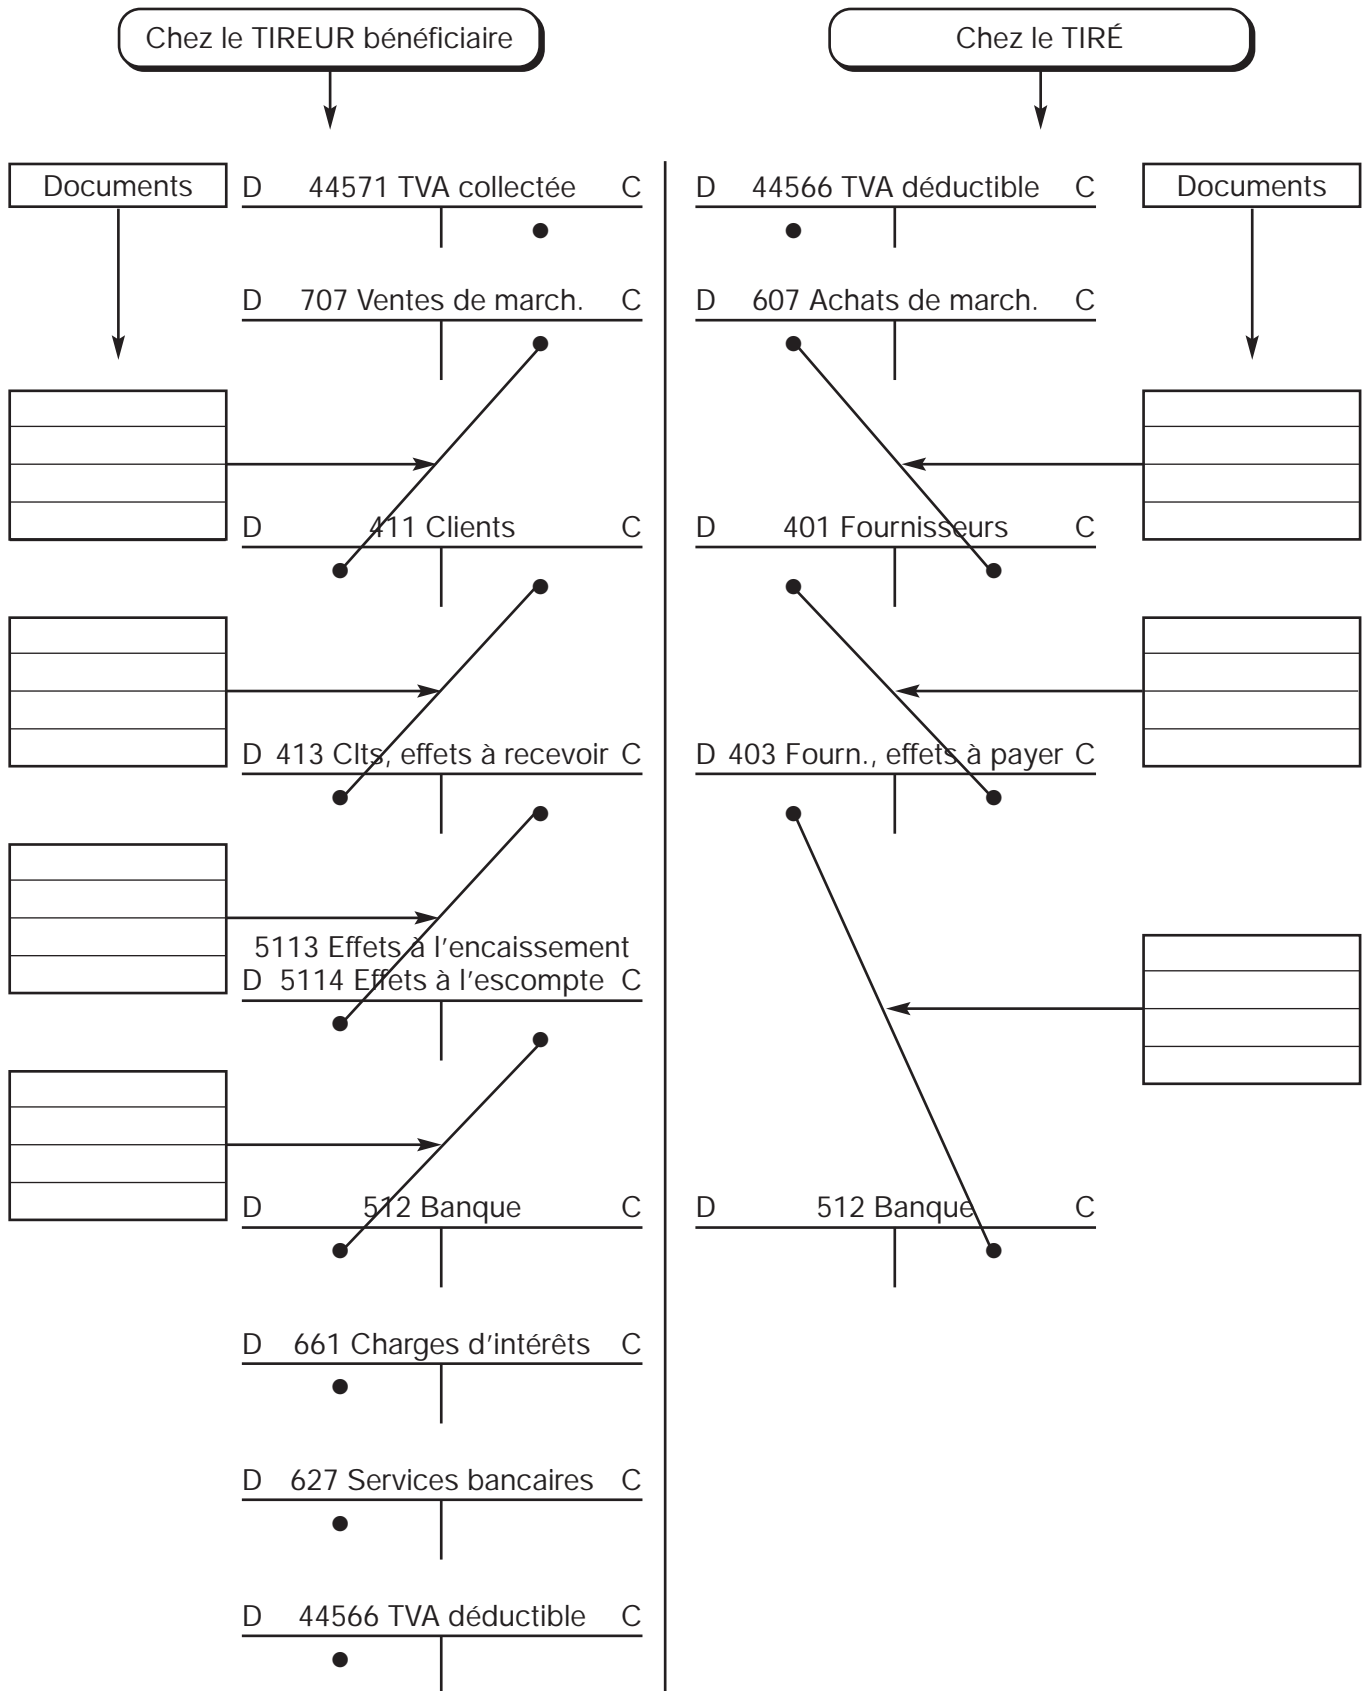 Chez le TIREUR bénéficiaire
Chez le TIRÉ
Documents
D 44571 TVA collectée C
D 44566 TVA déductible C
Documents
D 707 Ventes de march. C
D 607 Achats de march. C
D 411 Clients C
D 401 Fournisseurs C
D 413 Clts, effets à recevoir C
D 403 Fourn., effets à payer C
5113 Effets à l'encaissement
D 5114 Effets à l'escompte C
D 512 Banque C
D 512 Banque C
D 661 Charges d'intérêts C
D 627 Services bancaires C
D 44566 TVA déductible C